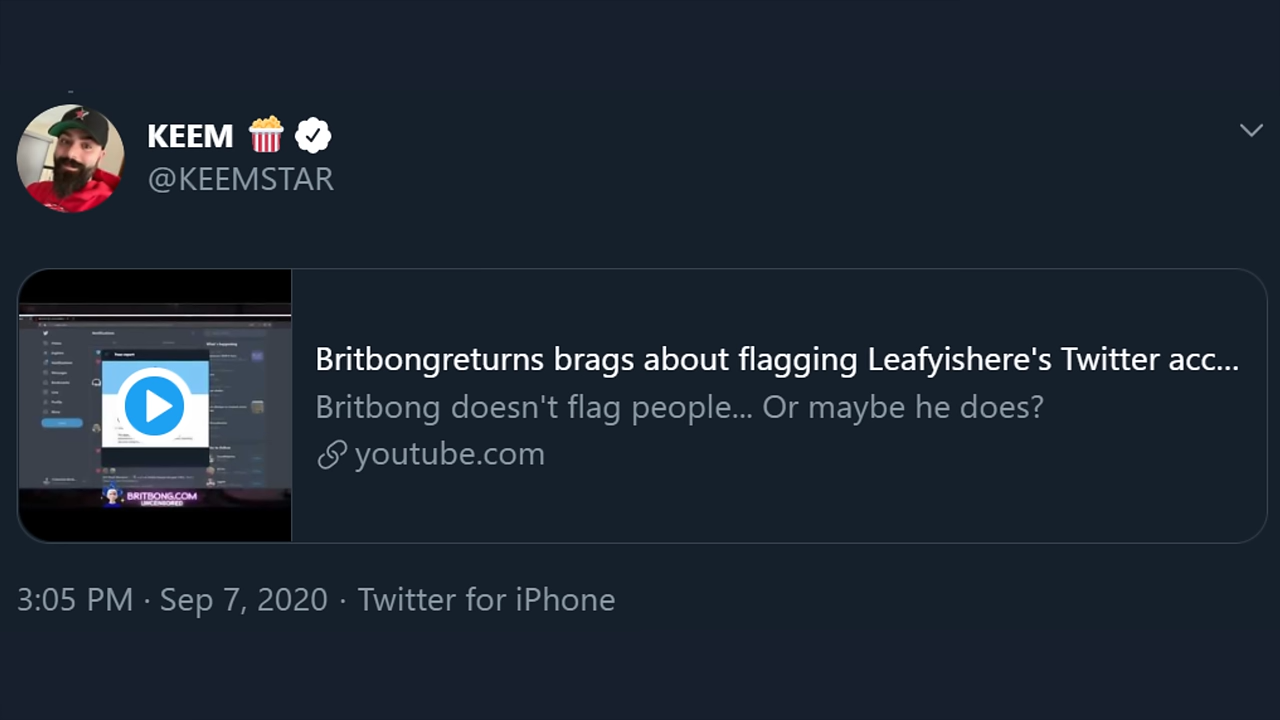 KEEM 🍿
@KEEMSTAR
Britbongreturns brags about flagging Leafyishere's Twitter acc...
Britbong doesn't flag people... Or maybe he does?
youtube.com
BRITBONG.COM
UNCENSORED
3:05 PM · Sep 7, 2020 · Twitter for iPhone